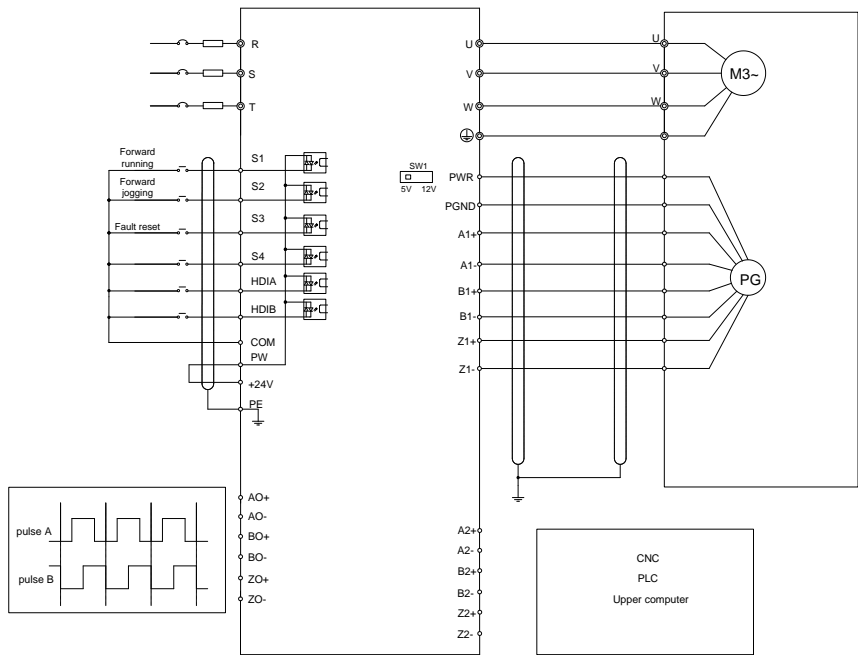 R
S
T
Forward
running
Forward
jogging
Fault reset
S1
S2
S3
S4
HDIA
HDIB
COM
PW
+24V
PE
SW1
5V 12V
U
V
W
PWR
PGND
A1+
A1-
B1+
B1-
Z1+
Z1-
U
V
W
M3~
PG
pulse A
pulse B
AO+
AO-
BO+
BO-
ZO+
ZO-
A2+
A2-
B2+
B2-
Z2+
Z2-
CNC
PLC
Upper computer